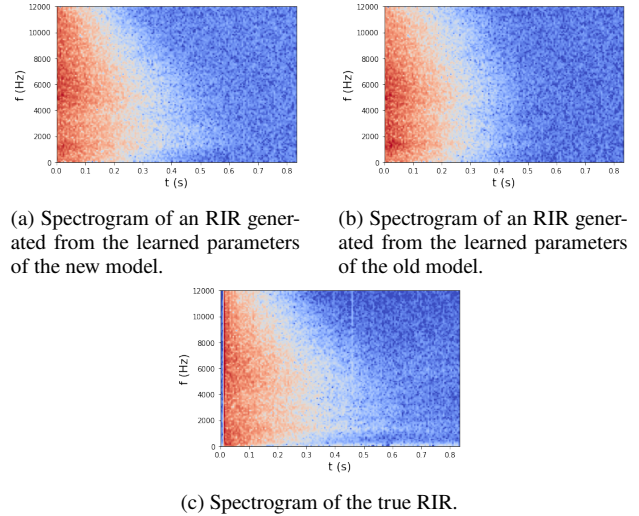 12000
10000
8000
6000
4000
2000
0
f (Hz)
0.0 0.1 0.2 0.3 0.4 0.5 0.6 0.7 0.8
t (s)
12000
10000
8000
6000
4000
2000
0
f (Hz)
0.0 0.1 0.2 0.3 0.4 0.5 0.6 0.7 0.8
t (s)
(a) Spectrogram of an RIR gener-
ated from the learned parameters
of the new model.
(b) Spectrogram of an RIR gener-
ated from the learned parameters
of the old model.
12000
10000
8000
6000
4000
2000
0
f (Hz)
0.0 0.1 0.2 0.3 0.4 0.5 0.6 0.7 0.8
t (s)
(c) Spectrogram of the true RIR.